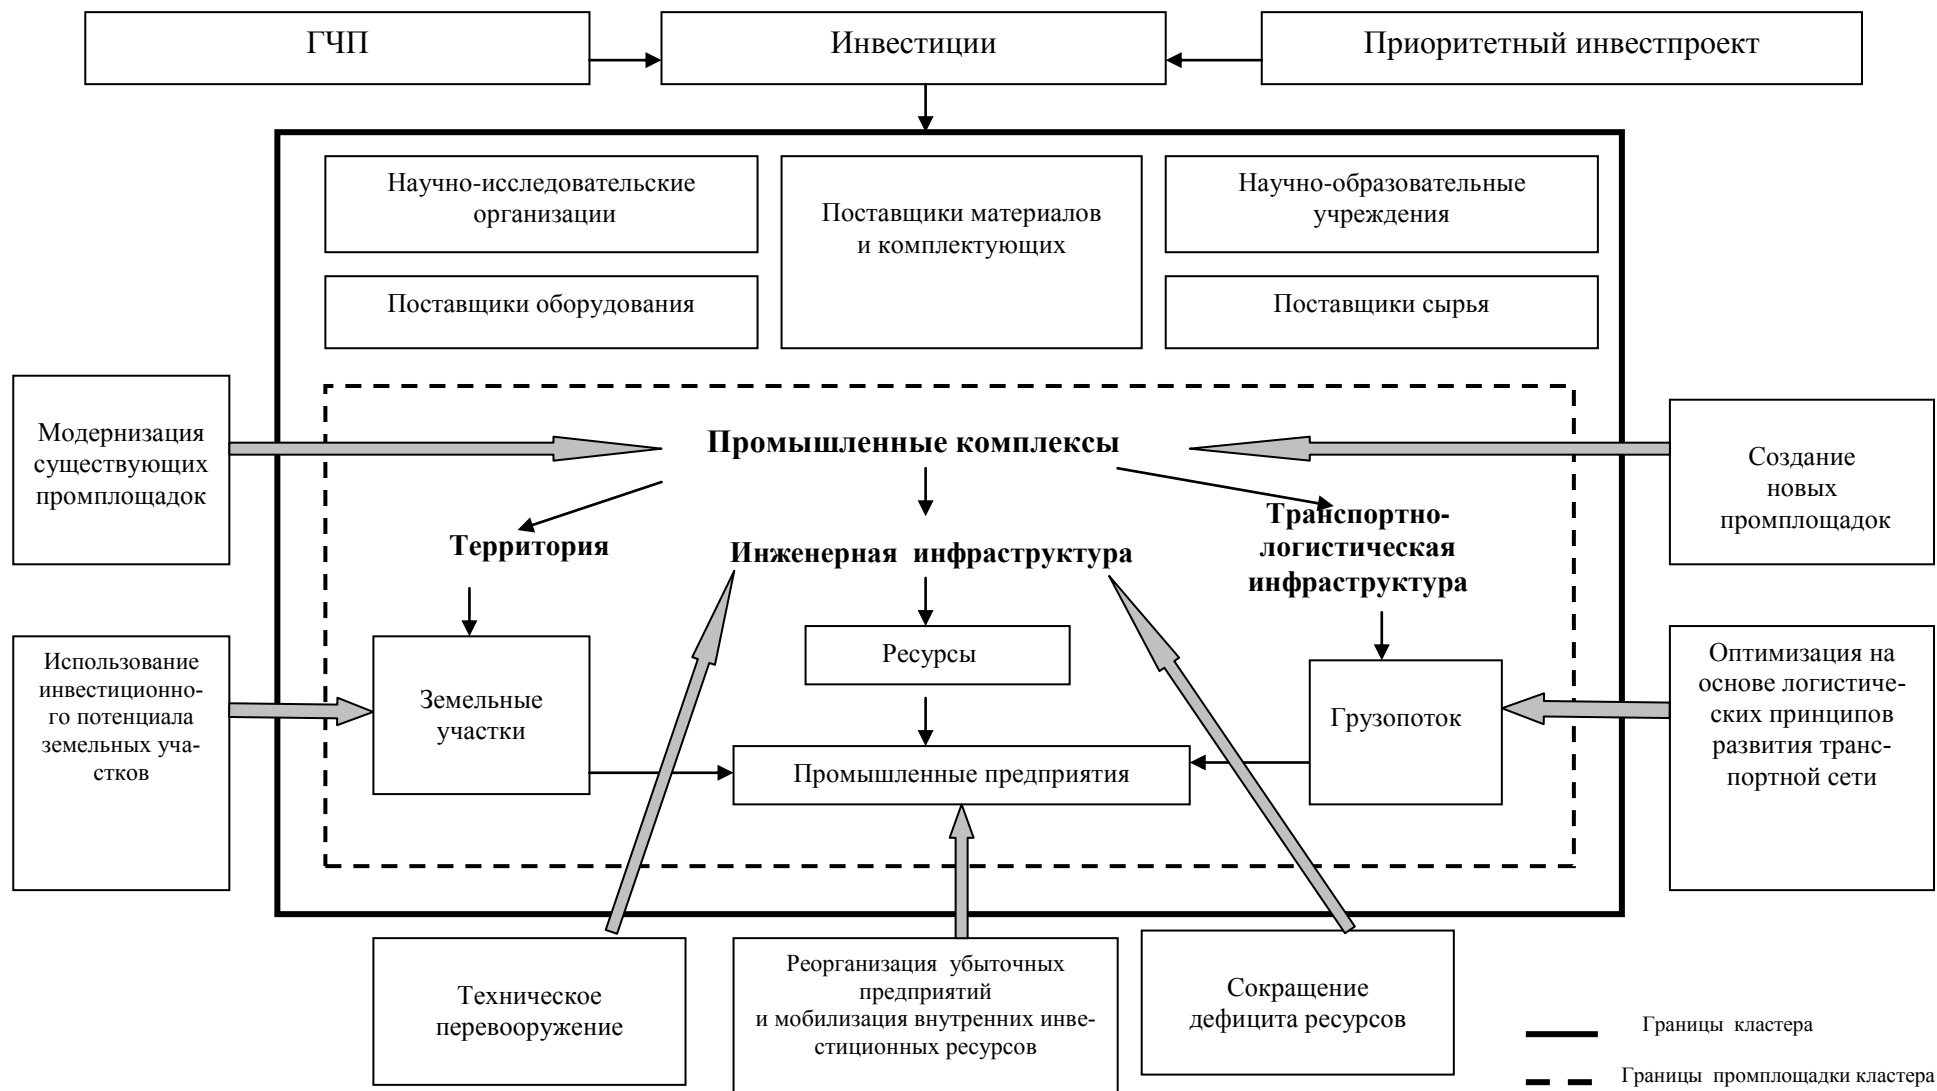 ГЧП
Инвестиции
Приоритетный инвестпроект
Научно-исследовательские
организации
Поставщики материалов
и комплектующих
Научно-образовательные
учреждения
Поставщики оборудования
Поставщики сырья
Модернизация
существующих
промплощадок
Промышленные комплексы
Создание
новых
промплощадок
Территория
Инженерная инфраструктура
Транспортно-
логистическая
инфраструктура
Использование
инвестиционно-
го потенциала
земельных уча-
стков
Земельные
участки
Ресурсы
Грузопоток
Оптимизация на
основе логистиче-
ских принципов
развития транс-
портной сети
Промышленные предприятия
Техническое
перевооружение
Реорганизация убыточных
предприятий
и мобилизация внутренних инве-
стиционных ресурсов
Сокращение
дефицита ресурсов
Границы кластера
Границы промплощадки кластера